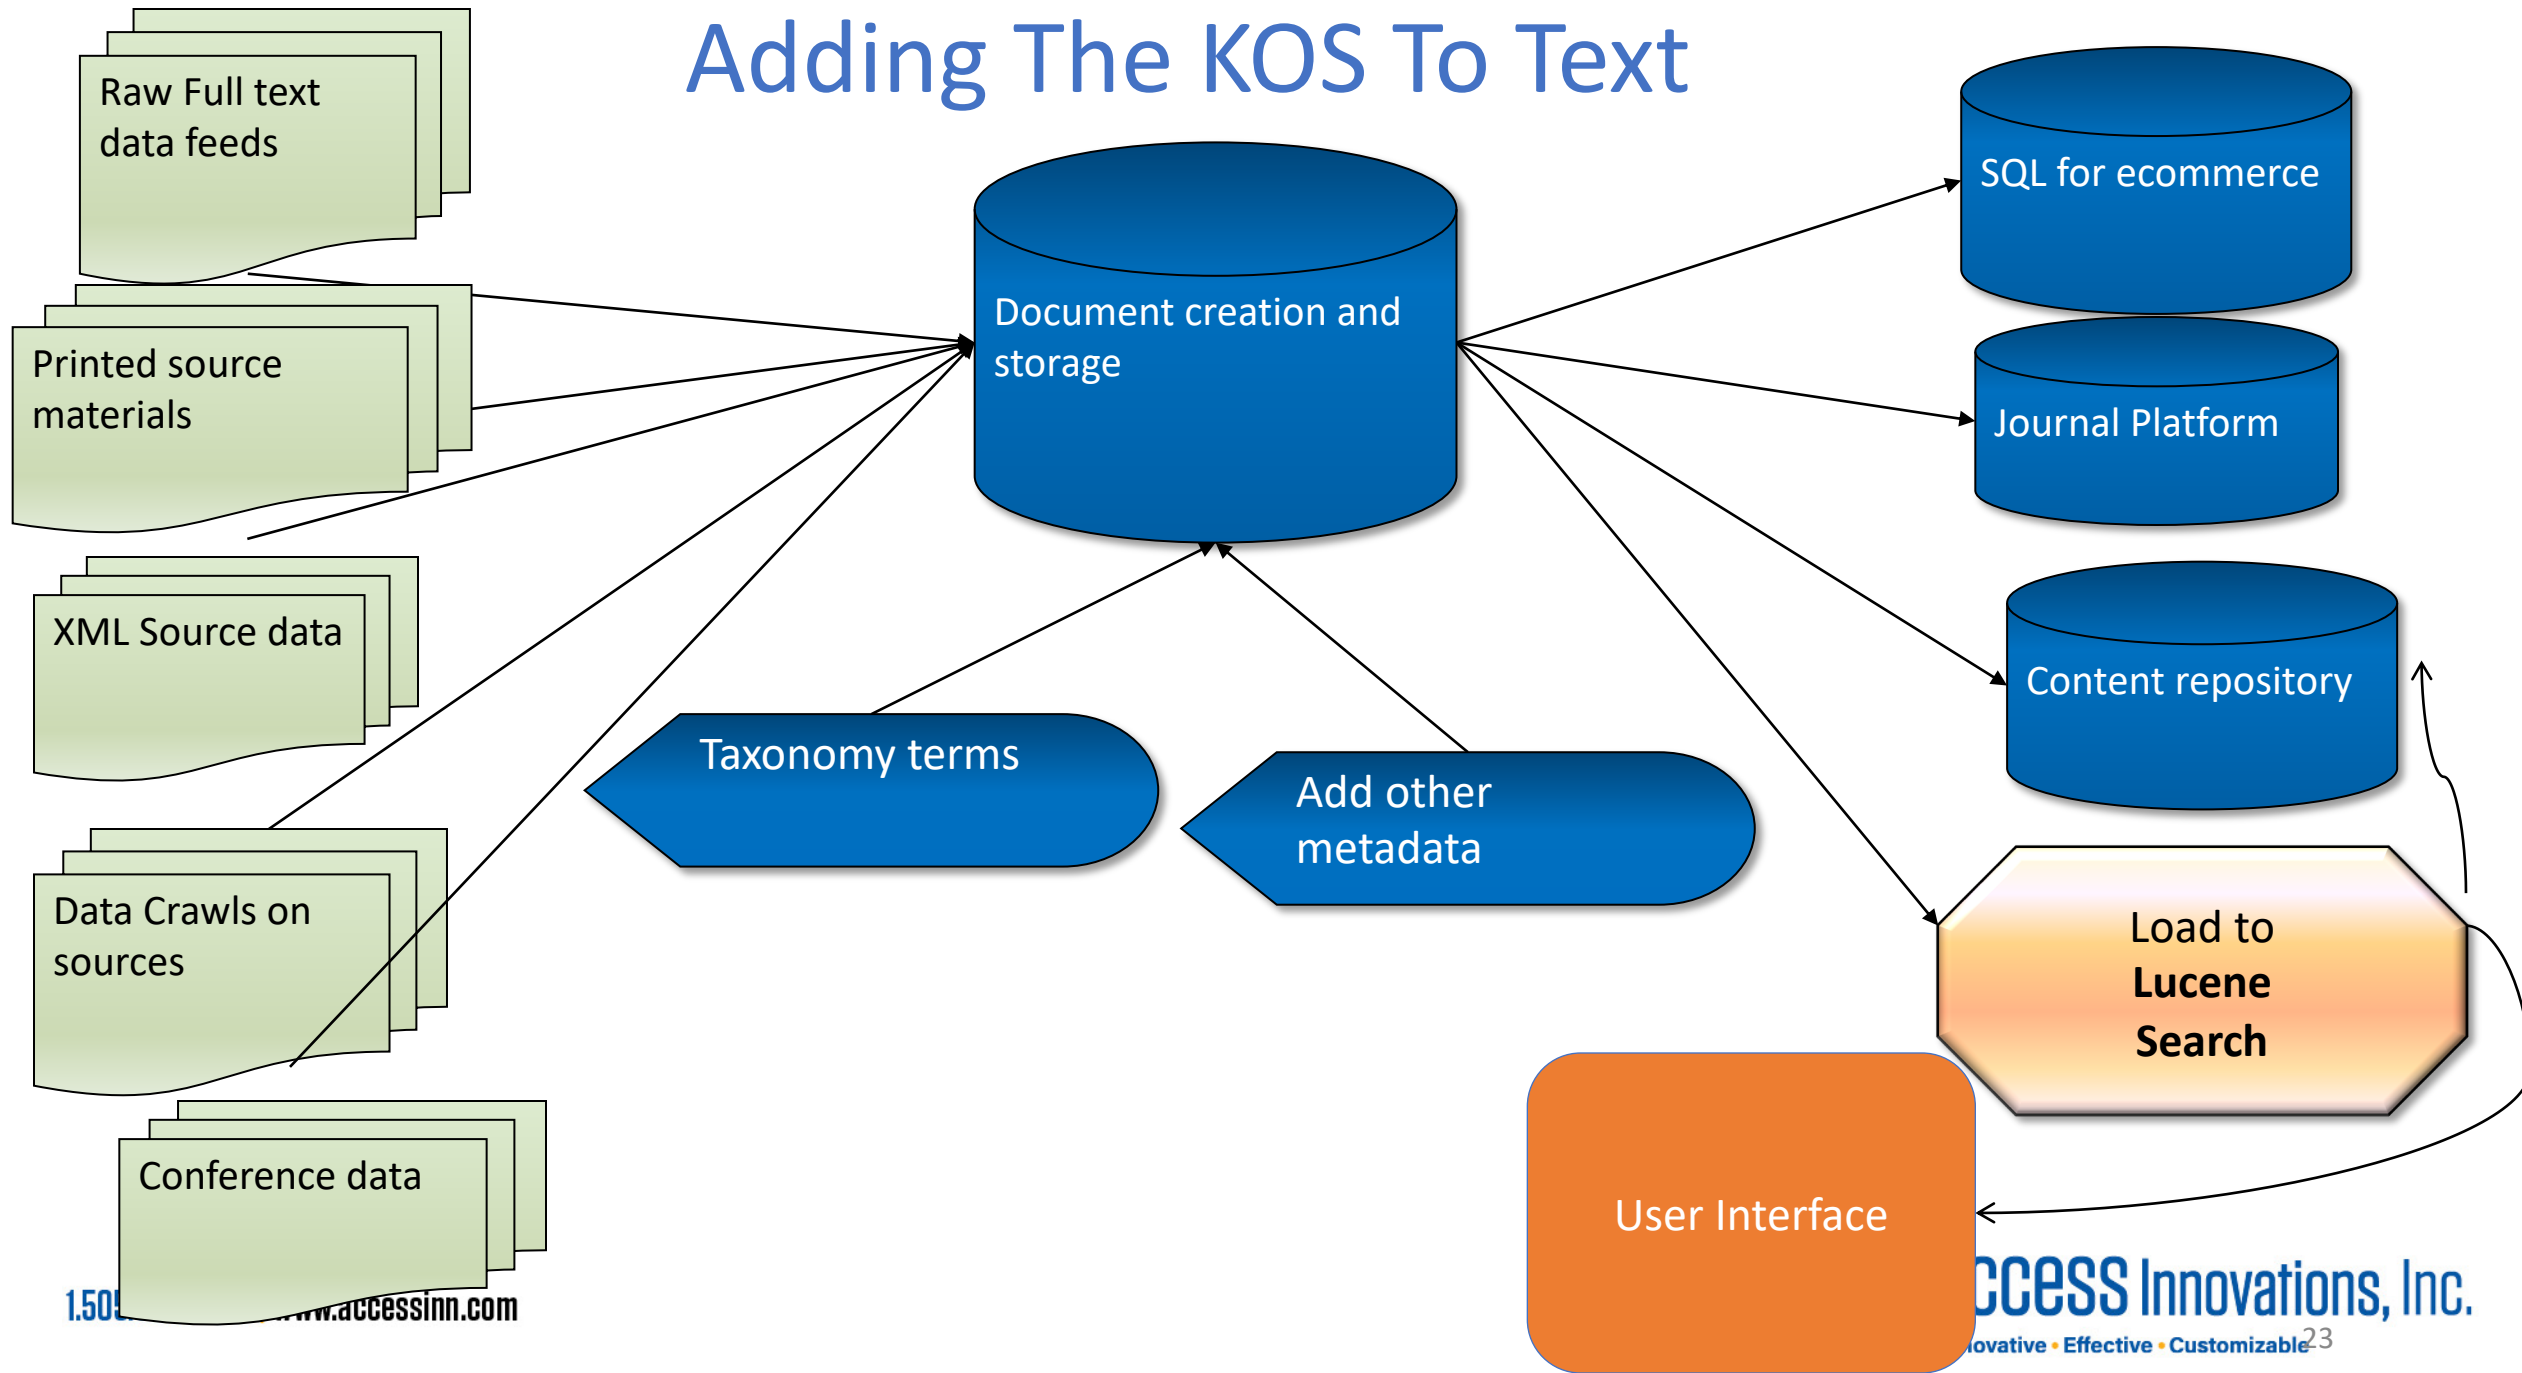 Adding The KOS To Text
Raw Full text
data feeds
Printed source
materials
XML Source data
Data Crawls on
sources
Conference data
Document creation and
storage
Taxonomy terms
Add other
metadata
SQL for ecommerce
Journal Platform
Content repository
Load to
Lucene
Search
User Interface
Innovations, Inc.
Effective • Customizable
23